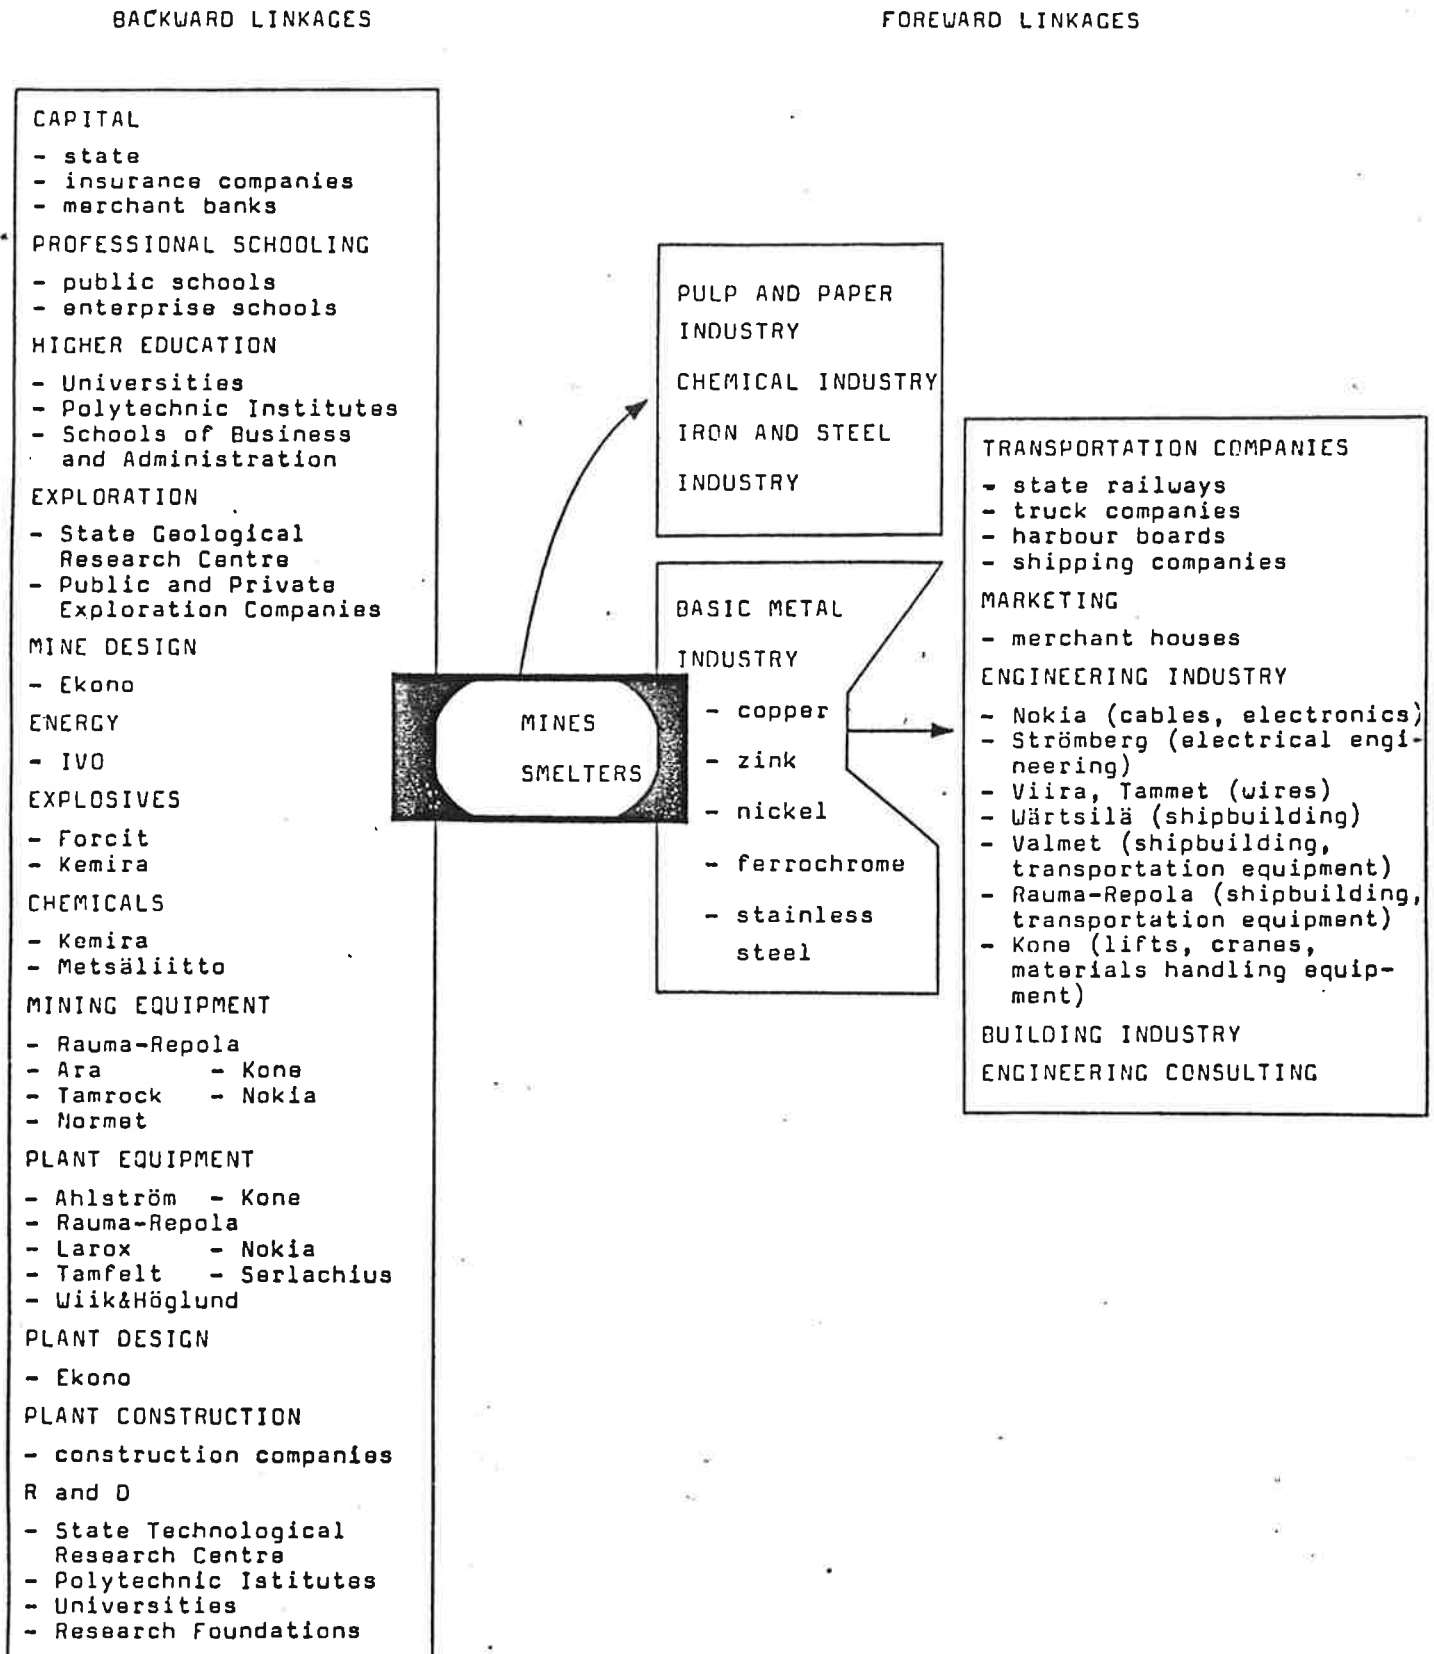 BACKWARD LINKAGES
FOREWARD LINKAGES
CAPITAL
- state
- insurance companies
- merchant banks
PROFESSIONAL SCHOOLING
- public schools
- enterprise schools
HIGHER EDUCATION
- Universities
- Polytechnic Institutes
- Schools of Business
and Administration
EXPLORATION
- State Geological
Research Centre
- Public and Private
Exploration Companies
MINE DESIGN
- Ekono
ENERGY
- IVO
EXPLOSIVES
- Forcit
- Kemira
CHEMICALS
- Kemira
- Metsäliitto
MINING EQUIPMENT
- Rauma-Repola
- Ara - Kone
- Tamrock - Nokia
- Normet
PLANT EQUIPMENT
- Ahlström - Kone
- Rauma-Repola
- Larox - Nokia
- Tamfelt - Serlachius
- Wiik&Höglund
PLANT DESIGN
- Ekono
PLANT CONSTRUCTION
- construction companies
R and D
- State Technological
Research Centre
- Polytechnic Istitutes
- Universities
- Research Foundations
MINES
SMELTERS
PULP AND PAPER
INDUSTRY
CHEMICAL INDUSTRY
IRON AND STEEL
INDUSTRY
BASIC METAL
INDUSTRY
- copper
- zink
- nickel
- ferrochrome
- stainless
steel
TRANSPORTATION COMPANIES
- state railways
- truck companies
- harbour boards
- shipping companies
MARKETING
- merchant houses
ENGINEERING INDUSTRY
- Nokia (cables, electronics)
- Strömberg (electrical engi-
neering)
- Viira, Tammet (wires)
- Wärtsilä (shipbuilding)
- Valmet (shipbuilding,
transportation equipment)
- Rauma-Repola (shipbuilding,
transportation equipment)
- Kone (lifts, cranes,
materials handling equip-
ment)
BUILDING INDUSTRY
ENGINEERING CONSULTING